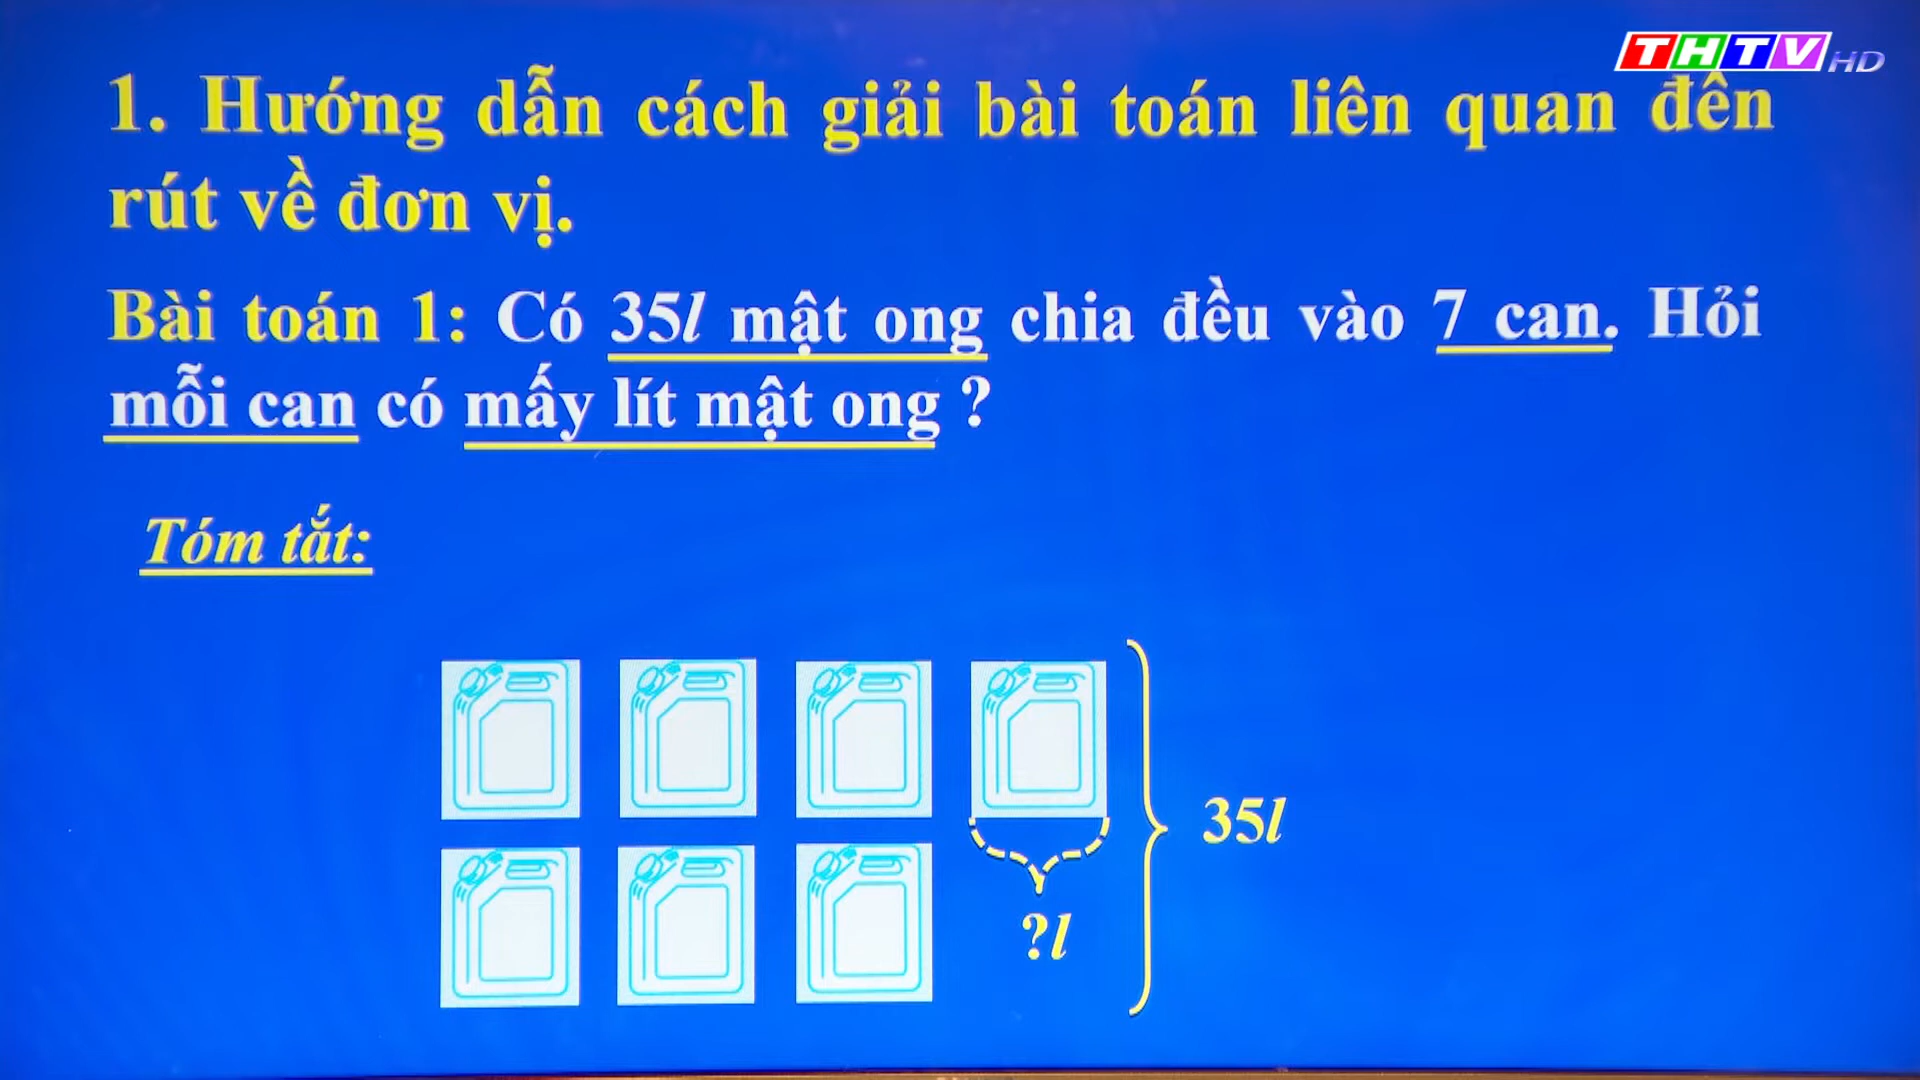 THTV HD
1. Hướng dẫn cách giải bài toán liên quan đến
rút về đơn vị.
Bài toán 1: Có 35l mật ong chia đều vào 7 can. Hỏi
mỗi can có mấy lít mật ong ?
Tóm tắt:
35l
?l